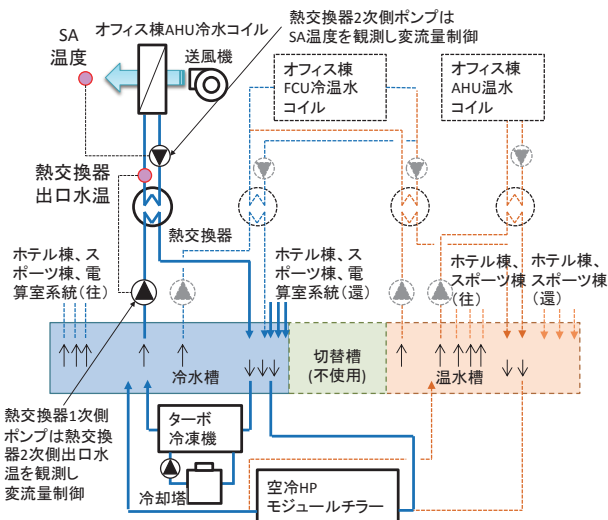 SA
温度
オフィス棟AHU冷水コイル
送風機
熱交換器2次側ポンプは
SA温度を観測し変流量制御
オフィス棟
FCU冷温水
コイル
オフィス棟
AHU温水
コイル
熱交換器
出口水温
熱交換器
ホテル棟、ス
ポーツ棟、電
算室系統(往)
ホテル棟、ス
ポーツ棟、電
算室系統(還)
ホテル棟、
スポーツ棟
(往)
ホテル棟、
スポーツ棟
(還)
冷水槽
切替槽
(不使用)
温水槽
熱交換器1次側
ポンプは熱交換
器2次側出口水
温を観測し
変流量制御
ターボ
冷凍機
冷却塔
空冷HP
モジュールチラー